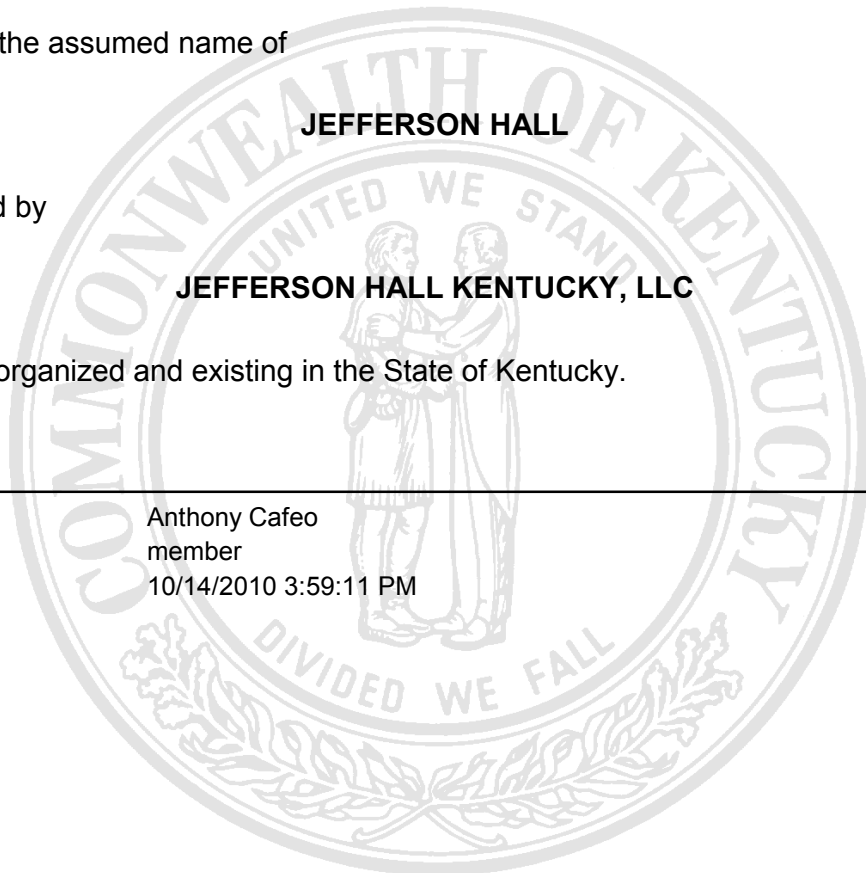 the assumed name of
JEFFERSON HALL
d by
JEFFERSON HALL KENTUCKY, LLC
organized and existing in the State of Kentucky.
Anthony Cafeo
member
10/14/2010 3:59:11 PM
COMMONWEALTH OF KENTUCKY
UNITED WE STAND
DIVIDED WE FALL